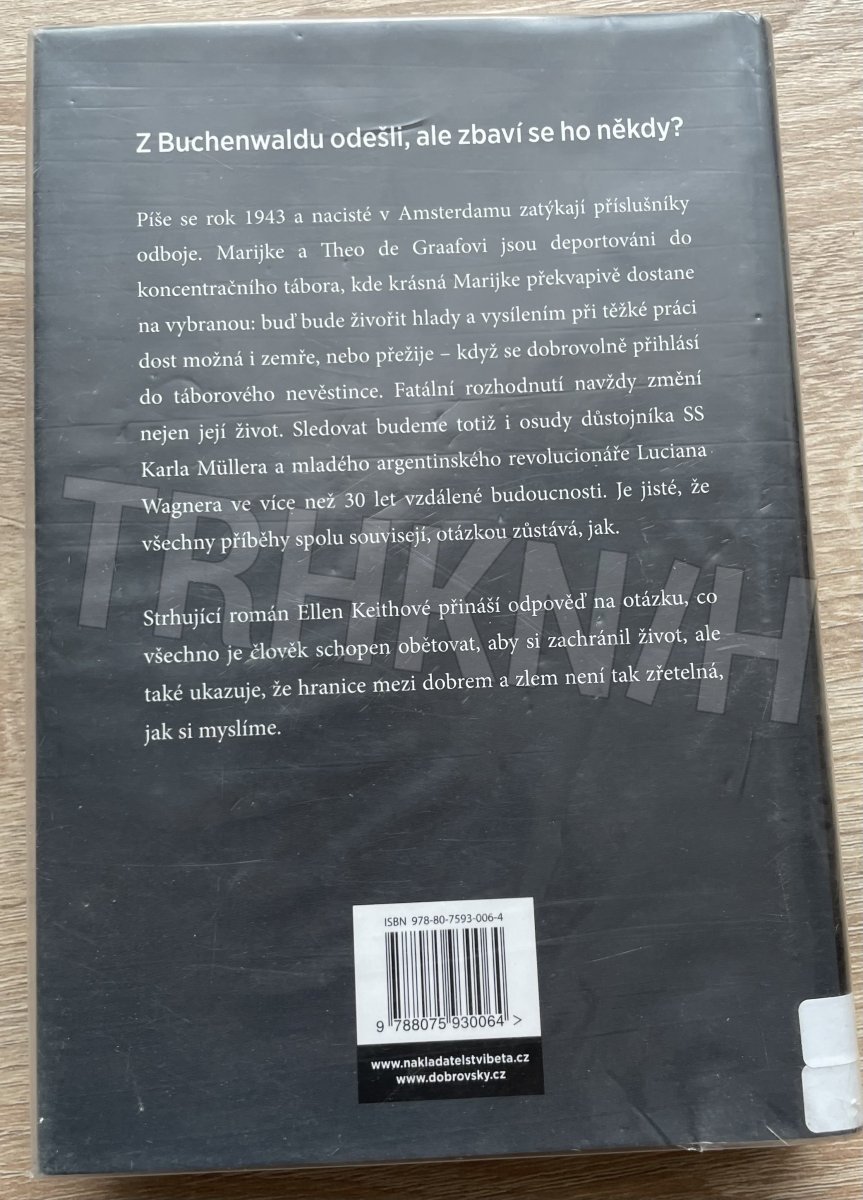 Z Buchenwaldu odešli, ale zbaví se ho někdy?
Píše se rok 1943 a nacisté v Amsterdamu zatýkají příslušníky
odboje. Marijke a Theo de Graafovi jsou deportováni do
koncentračního tábora, kde krásná Marijke překvapivě dostane
na vybranou: buď bude živořit hlady a vysílením při těžké práci
dost možná i zemře, nebo přežije – když se dobrovolně přihlásí
do táborového nevěstince. Fatální rozhodnutí navždy změní
nejen její život. Sledovat budeme totiž i osudy důstojníka SS
Karla Müllera a mladého argentinského revolucionáře Luciana
Wagnera ve více než 30 let vzdálené budoucnosti. Je jisté, že
všechny příběhy spolu souvisejí, otázkou zůstává, jak.
Strhující román Ellen Keithové přináší odpověď na otázku, co
všechno je člověk schopen obětovat, aby si zachránil život, ale
také ukazuje, že hranice mezi dobrem a zlem není tak zřetelná,
jak si myslíme.
TRHKNIH
ISBN 978-80-7593-006-4
9 788075 930064 >
www.nakladatelstvibeta.cz
www.dobrovsky.cz